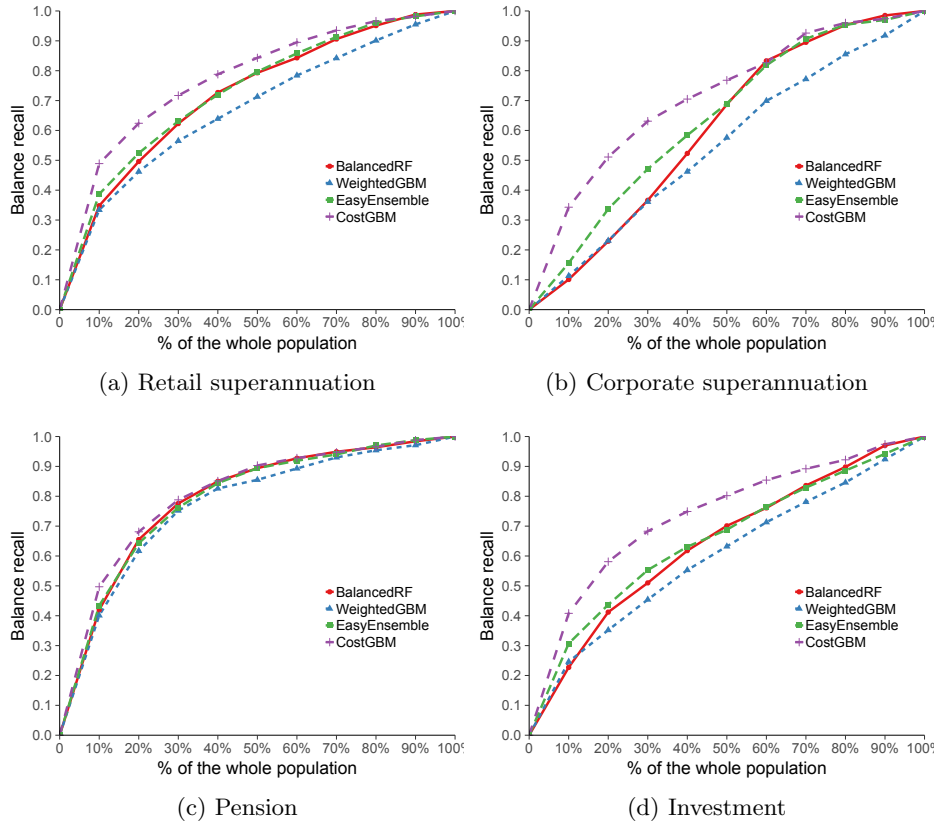 1.0
0.9
0.8
0.7
0.6
0.5
0.4
0.3
0.2
0.1
0.0
Balance recall
BalancedRF
WeightedGBM
EasyEnsemble
CostGBM
0 10% 20% 30% 40% 50% 60% 70% 80% 90% 100%
% of the whole population
(a) Retail superannuation
1.0
0.9
0.8
0.7
0.6
0.5
0.4
0.3
0.2
0.1
0.0
Balance recall
BalancedRF
WeightedGBM
EasyEnsemble
CostGBM
0 10% 20% 30% 40% 50% 60% 70% 80% 90% 100%
% of the whole population
(b) Corporate superannuation
1.0
0.9
0.8
0.7
0.6
0.5
0.4
0.3
0.2
0.1
0.0
Balance recall
BalancedRF
WeightedGBM
EasyEnsemble
CostGBM
0 10% 20% 30% 40% 50% 60% 70% 80% 90% 100%
% of the whole population
(c) Pension
1.0
0.9
0.8
0.7
0.6
0.5
0.4
0.3
0.2
0.1
0.0
Balance recall
BalancedRF
WeightedGBM
EasyEnsemble
CostGBM
0 10% 20% 30% 40% 50% 60% 70% 80% 90% 100%
% of the whole population
(d) Investment